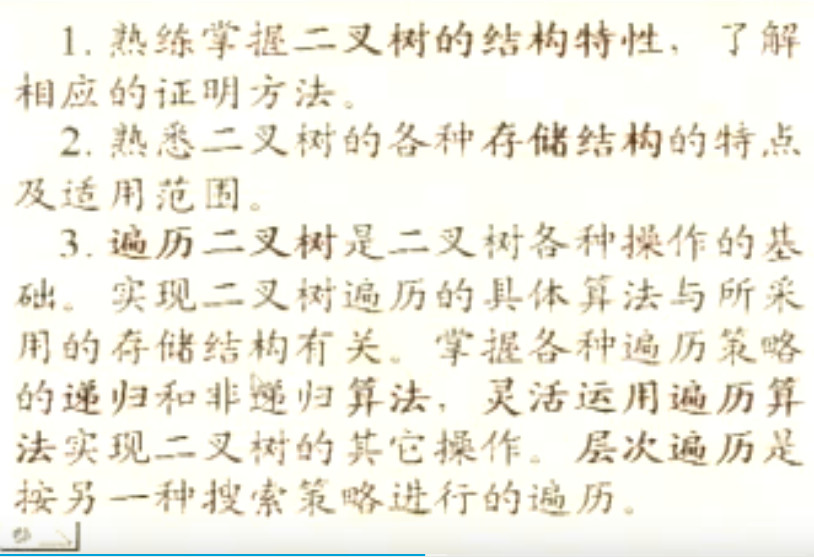 1. 熟练掌握二叉树的结构特性，了解
相应的证明方法。
2. 熟悉二叉树的各种存储结构的特点
及适用范围。
3. 遍历二叉树是二叉树各种操作的基
础。实现二叉树遍历的具体算法与所采
用的存储结构有关。掌握各种遍历策略
的递归和非递归算法，灵活运用遍历算
法实现二叉树的其它操作。层次遍历是
按另一种搜索策略进行的遍历。